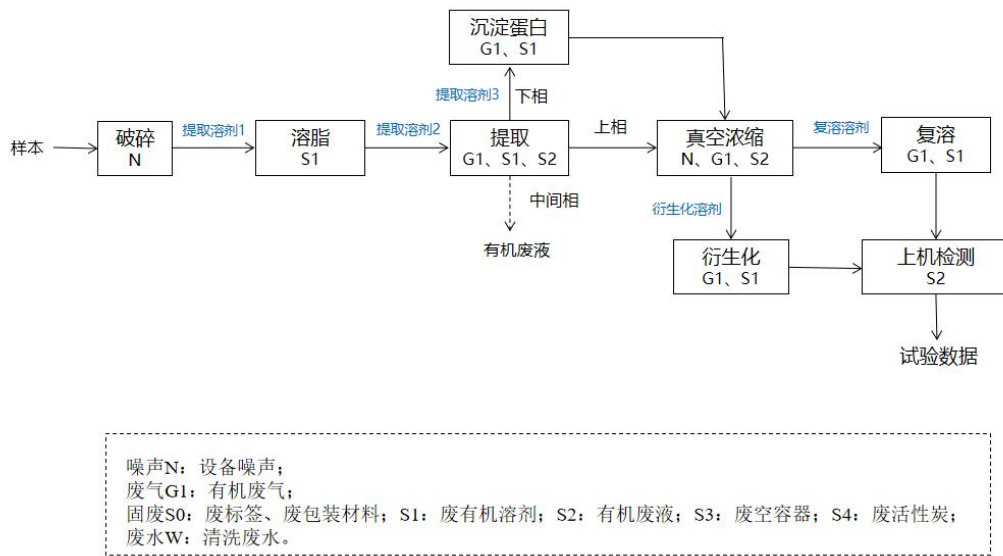 沉淀蛋白
G1、S1
提取溶剂3
下相
样本
破碎
N
提取溶剂1
溶脂
S1
提取溶剂2
提取
G1、S1、S2
上相
真空浓缩
N、G1、S2
复溶溶剂
复溶
G1、S1
中间相
有机废液
衍生化溶剂
衍生化
G1、S1
上机检测
S2
试验数据
噪声N：设备噪声；
废气G1：有机废气；
固废S0：废标签、废包装材料；S1：废有机溶剂；S2：有机废液；S3：废空容器；S4：废活性炭；
废水W：清洗废水。